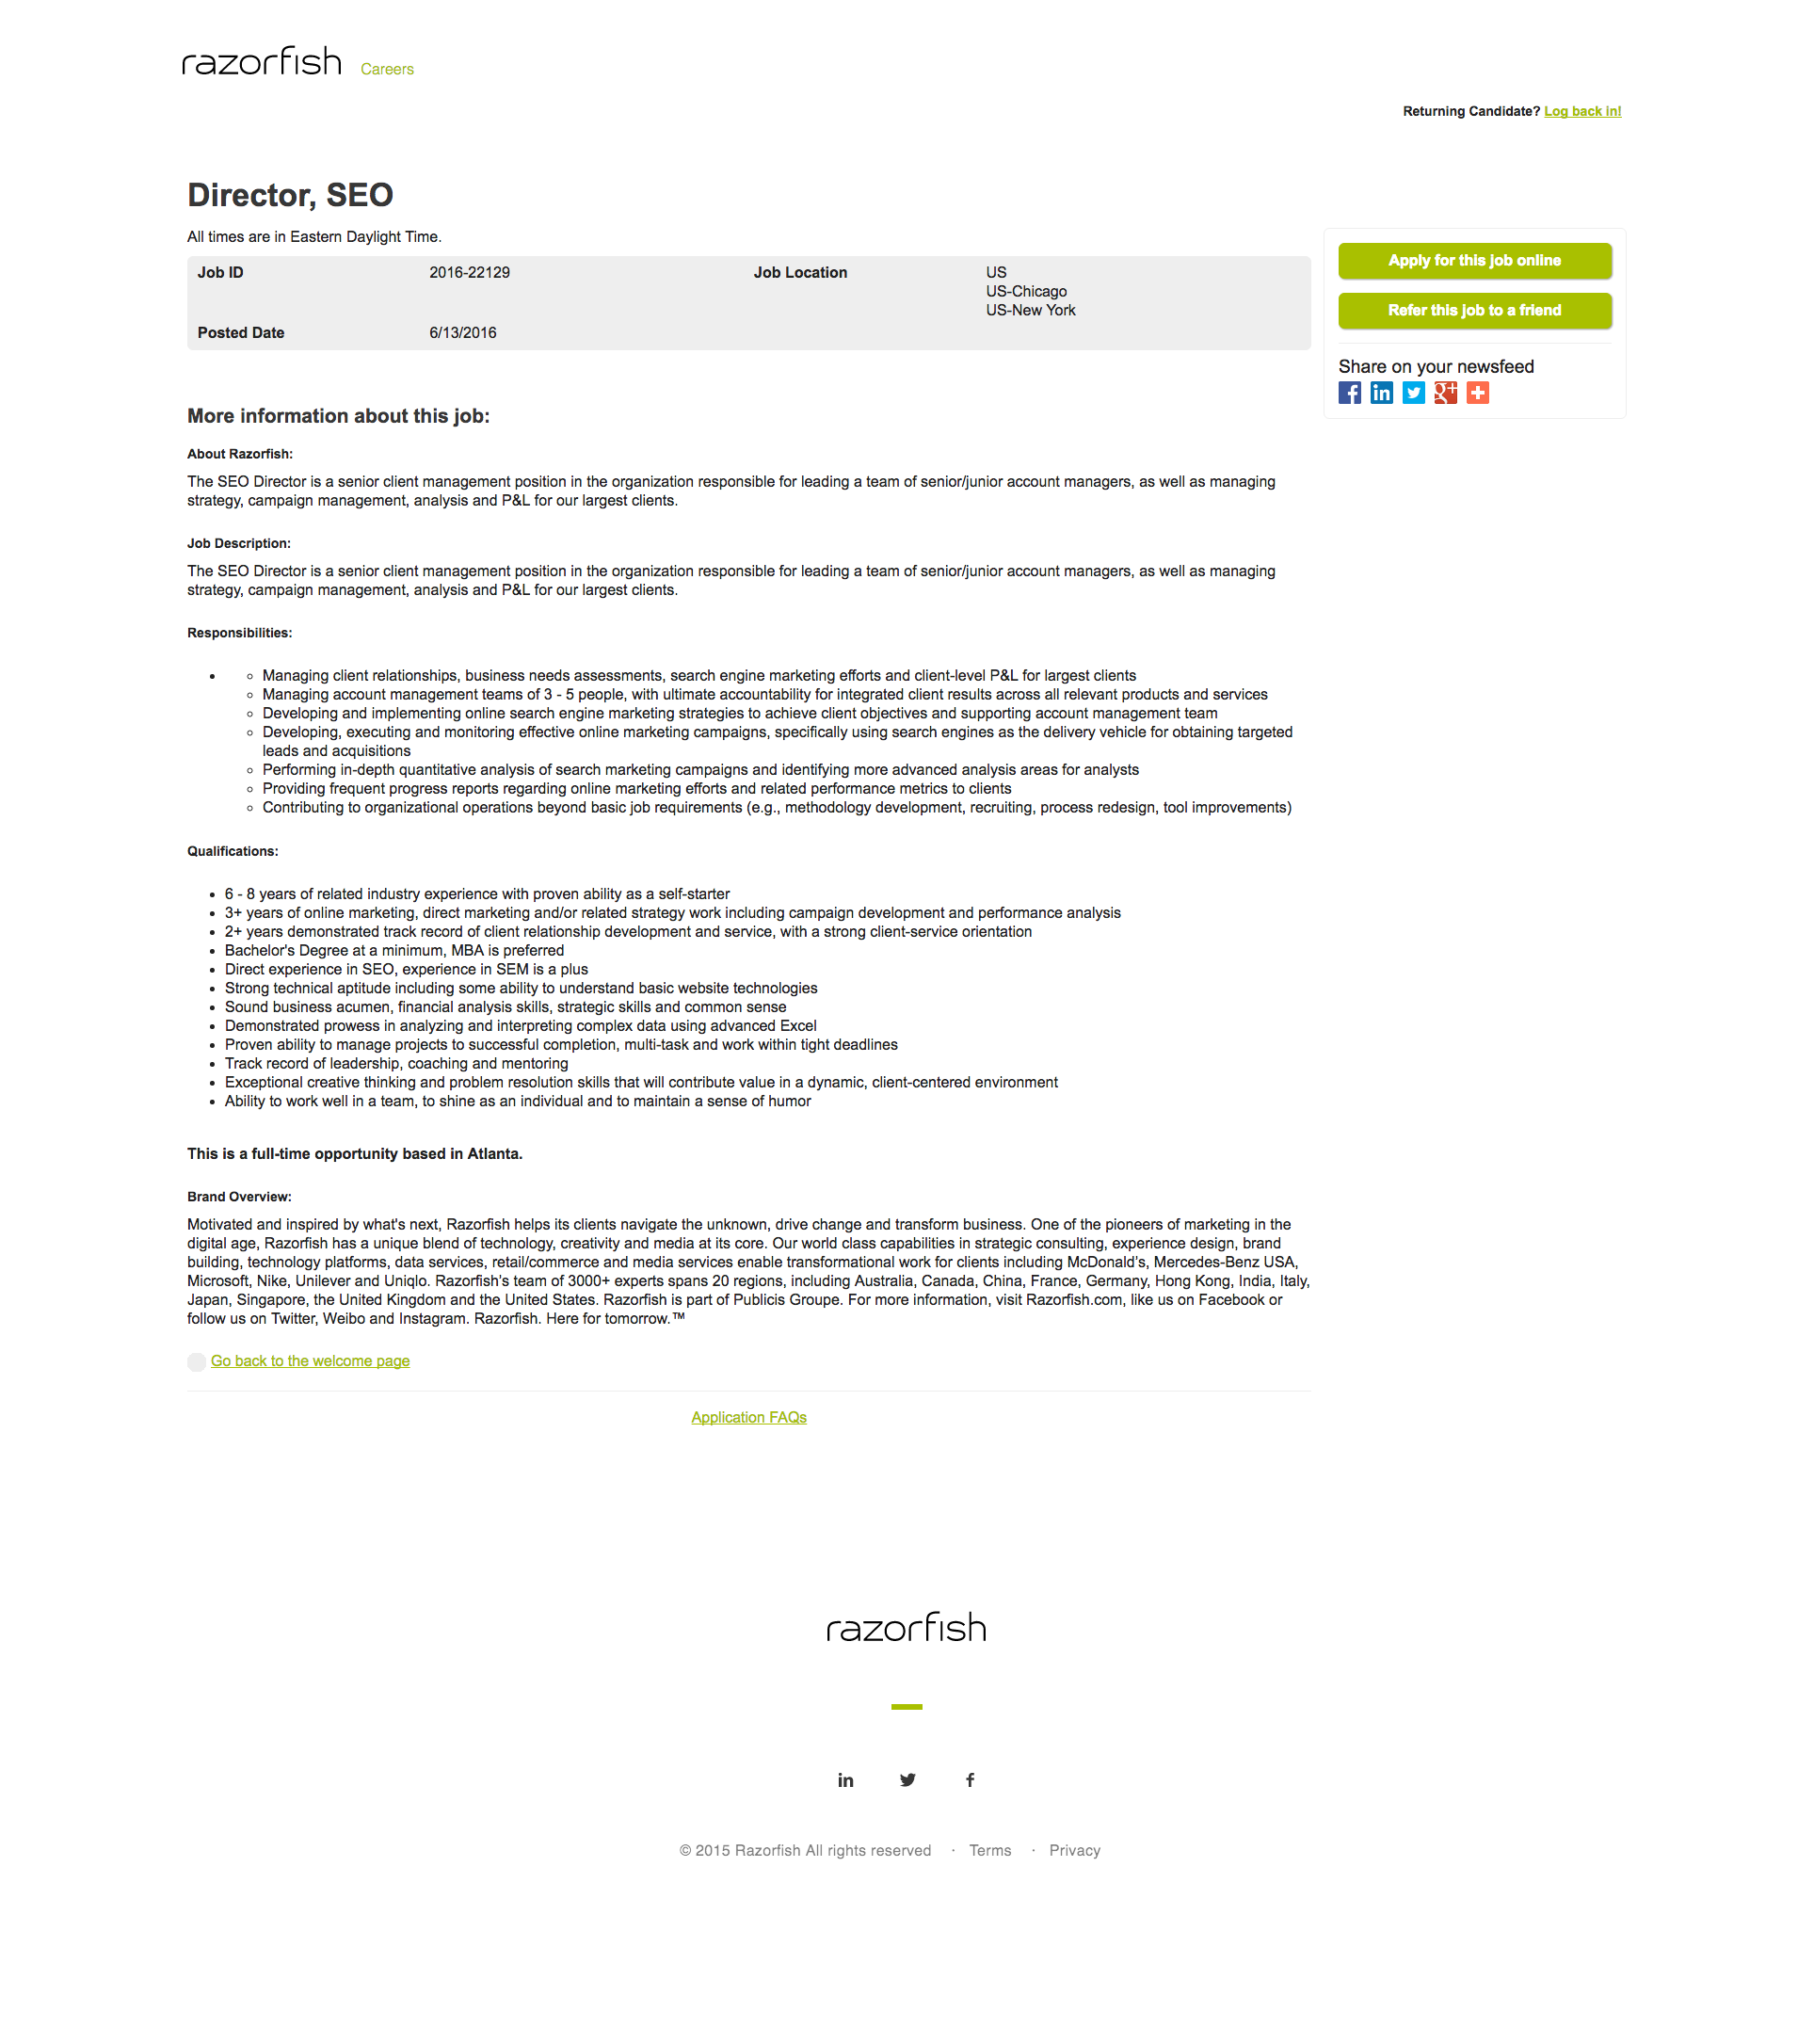 razorfish Careers
Returning Candidate? Log back in!
Director, SEO
All times are in Eastern Daylight Time.
Job ID 2016-22129 Job Location US
US-Chicago
US-New York
Posted Date 6/13/2016
Apply for this job online
Refer this job to a friend
Share on your newsfeed
More information about this job:
About Razorfish:
The SEO Director is a senior client management position in the organization responsible for leading a team of senior/junior account managers, as well as managing
strategy, campaign management, analysis and P&L for our largest clients.
Job Description:
The SEO Director is a senior client management position in the organization responsible for leading a team of senior/junior account managers, as well as managing
strategy, campaign management, analysis and P&L for our largest clients.
Responsibilities:
Managing client relationships, business needs assessments, search engine marketing efforts and client-level P&L for largest clients
Managing account management teams of 3 - 5 people, with ultimate accountability for integrated client results across all relevant products and services
Developing and implementing online search engine marketing strategies to achieve client objectives and supporting account management team
Developing, executing and monitoring effective online marketing campaigns, specifically using search engines as the delivery vehicle for obtaining targeted
leads and acquisitions
Performing in-depth quantitative analysis of search marketing campaigns and identifying more advanced analysis areas for analysts
Providing frequent progress reports regarding online marketing efforts and related performance metrics to clients
Contributing to organizational operations beyond basic job requirements (e.g., methodology development, recruiting, process redesign, tool improvements)
Qualifications:
6 - 8 years of related industry experience with proven ability as a self-starter
3+ years of online marketing, direct marketing and/or related strategy work including campaign development and performance analysis
2+ years demonstrated track record of client relationship development and service, with a strong client-service orientation
Bachelor's Degree at a minimum, MBA is preferred
Direct experience in SEO, experience in SEM is a plus
Strong technical aptitude including some ability to understand basic website technologies
Sound business acumen, financial analysis skills, strategic skills and common sense
Demonstrated prowess in analyzing and interpreting complex data using advanced Excel
Proven ability to manage projects to successful completion, multi-task and work within tight deadlines
Track record of leadership, coaching and mentoring
Exceptional creative thinking and problem resolution skills that will contribute value in a dynamic, client-centered environment
Ability to work well in a team, to shine as an individual and to maintain a sense of humor
This is a full-time opportunity based in Atlanta.
Brand Overview:
Motivated and inspired by what's next, Razorfish helps its clients navigate the unknown, drive change and transform business. One of the pioneers of marketing in the
digital age, Razorfish has a unique blend of technology, creativity and media at its core. Our world class capabilities in strategic consulting, experience design, brand
building, technology platforms, data services, retail/commerce and media services enable transformational work for clients including McDonald's, Mercedes-Benz USA,
Microsoft, Nike, Unilever and Uniqlo. Razorfish's team of 3000+ experts spans 20 regions, including Australia, Canada, China, France, Germany, Hong Kong, India, Italy,
Japan, Singapore, the United Kingdom and the United States. Razorfish is part of Publicis Groupe. For more information, visit Razorfish.com, like us on Facebook or
follow us on Twitter, Weibo and Instagram. Razorfish. Here for tomorrow.™
Go back to the welcome page
Application FAQs
razorfish
© 2015 Razorfish All rights reserved · Terms · Privacy